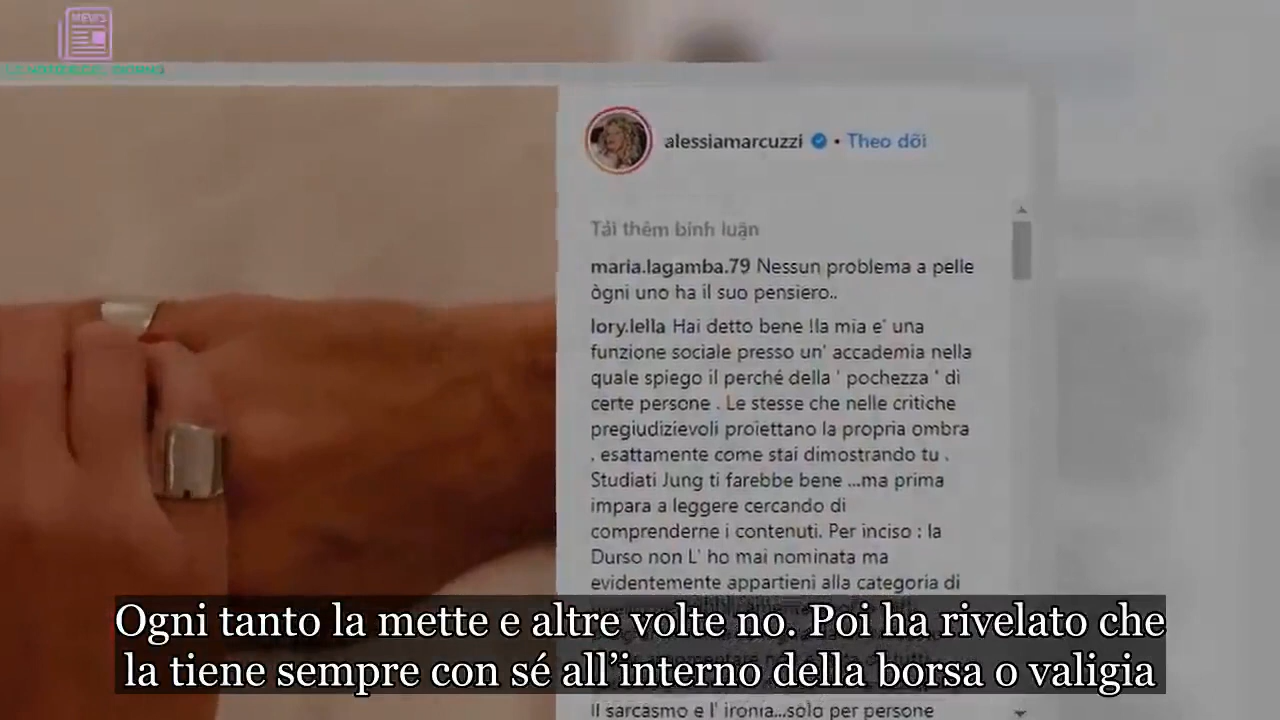 NEWS
LE NOTIZIE DEL GIORNO
alessiamarcuzzi • Theo dõi
Tải thêm bình luận
maria.lagamba.79 Nessun problema a pelle
ògni uno ha il suo pensiero..
lory.lella Hai detto bene !la mia e' una
funzione sociale presso un' accademia nella
quale spiego il perché della ' pochezza ' di
certe persone . Le stesse che nelle critiche
pregiudizievoli proiettano la propria ombra
. esattamente come stai dimostrando tu .
Studiati Jung ti farebbe bene ...ma prima
impara a leggere cercando di
comprenderne i contenuti. Per inciso : la
Durso non L' ho mai nominata ma
evidentemente appartieni alla categoria di
Ogni tanto la mette e altre volte no. Poi ha rivelato che
la tiene sempre con sé all'interno della borsa o valigia
il sarcasmo e l' ironia...solo per persone